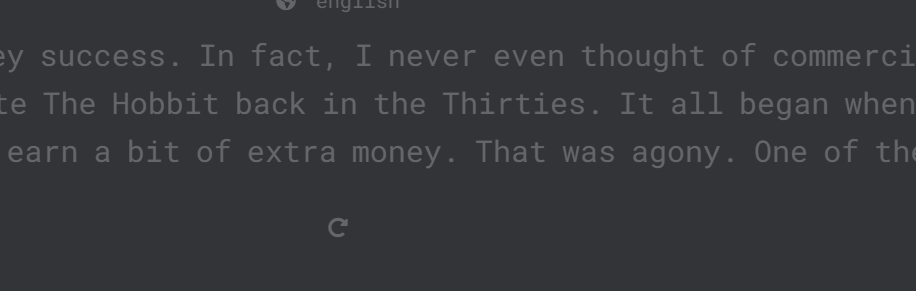 english
ey success. In fact, I never even thought of commerci
te The Hobbit back in the Thirties. It all began when
earn a bit of extra money. That was agony. One of the